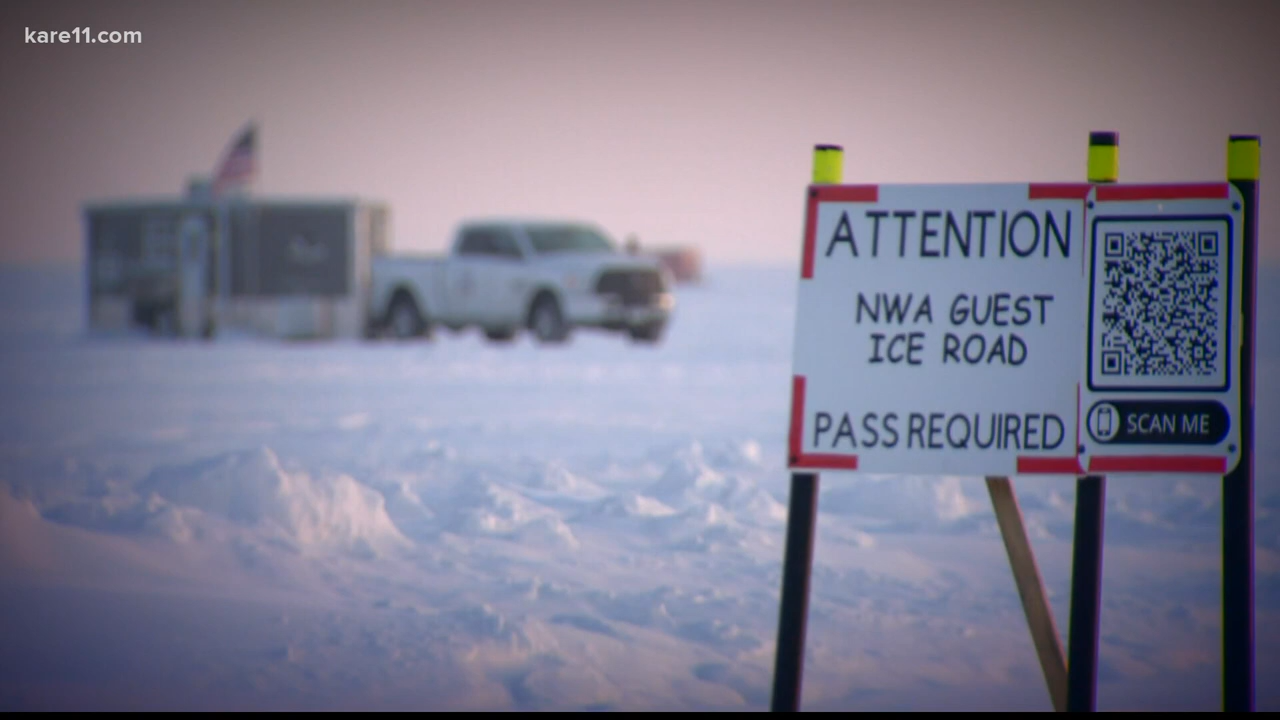 kare11.com
ATTENTION
NWA GUEST
ICE ROAD
PASS REQUIRED
SCAN ME